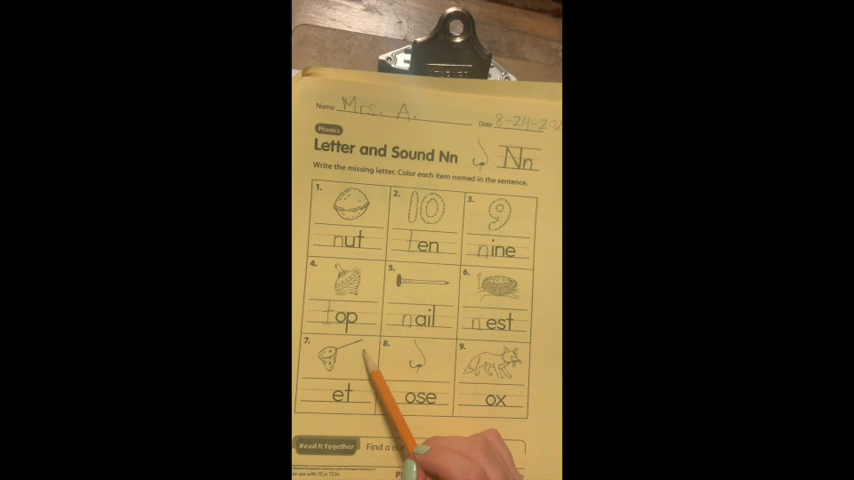 Name Mrs. A.
Date 8-24-2
Phonics
Letter and Sound Nn
Nn
Write the missing letter. Color each item named in the sentence.
1. 2. 10 3. 9
nut ten nine
4. 5. 6.
top nail nest
7. 8. 9.
et ose ox
Read It Together Find a